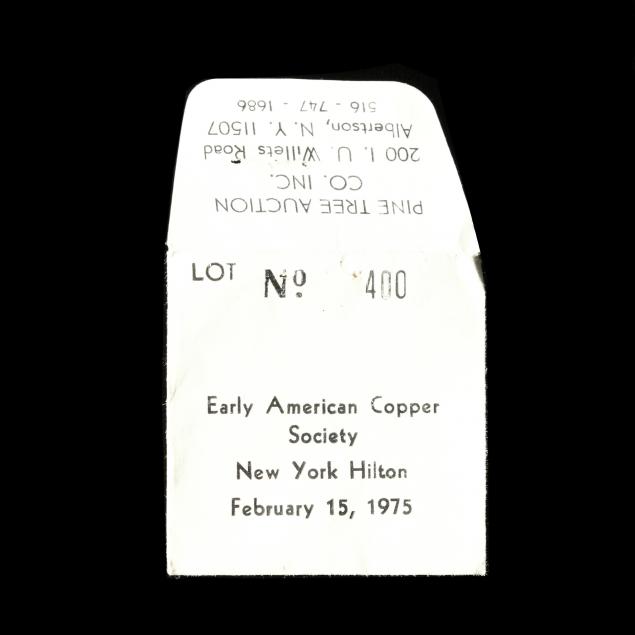 PINE TREE AUCTION
CO. INC.
200 I. U. Willets Road
Albertson, N.Y. 11507
516 - 747 - 1686
LOT No. 400
Early American Copper
Society
New York Hilton
February 15, 1975